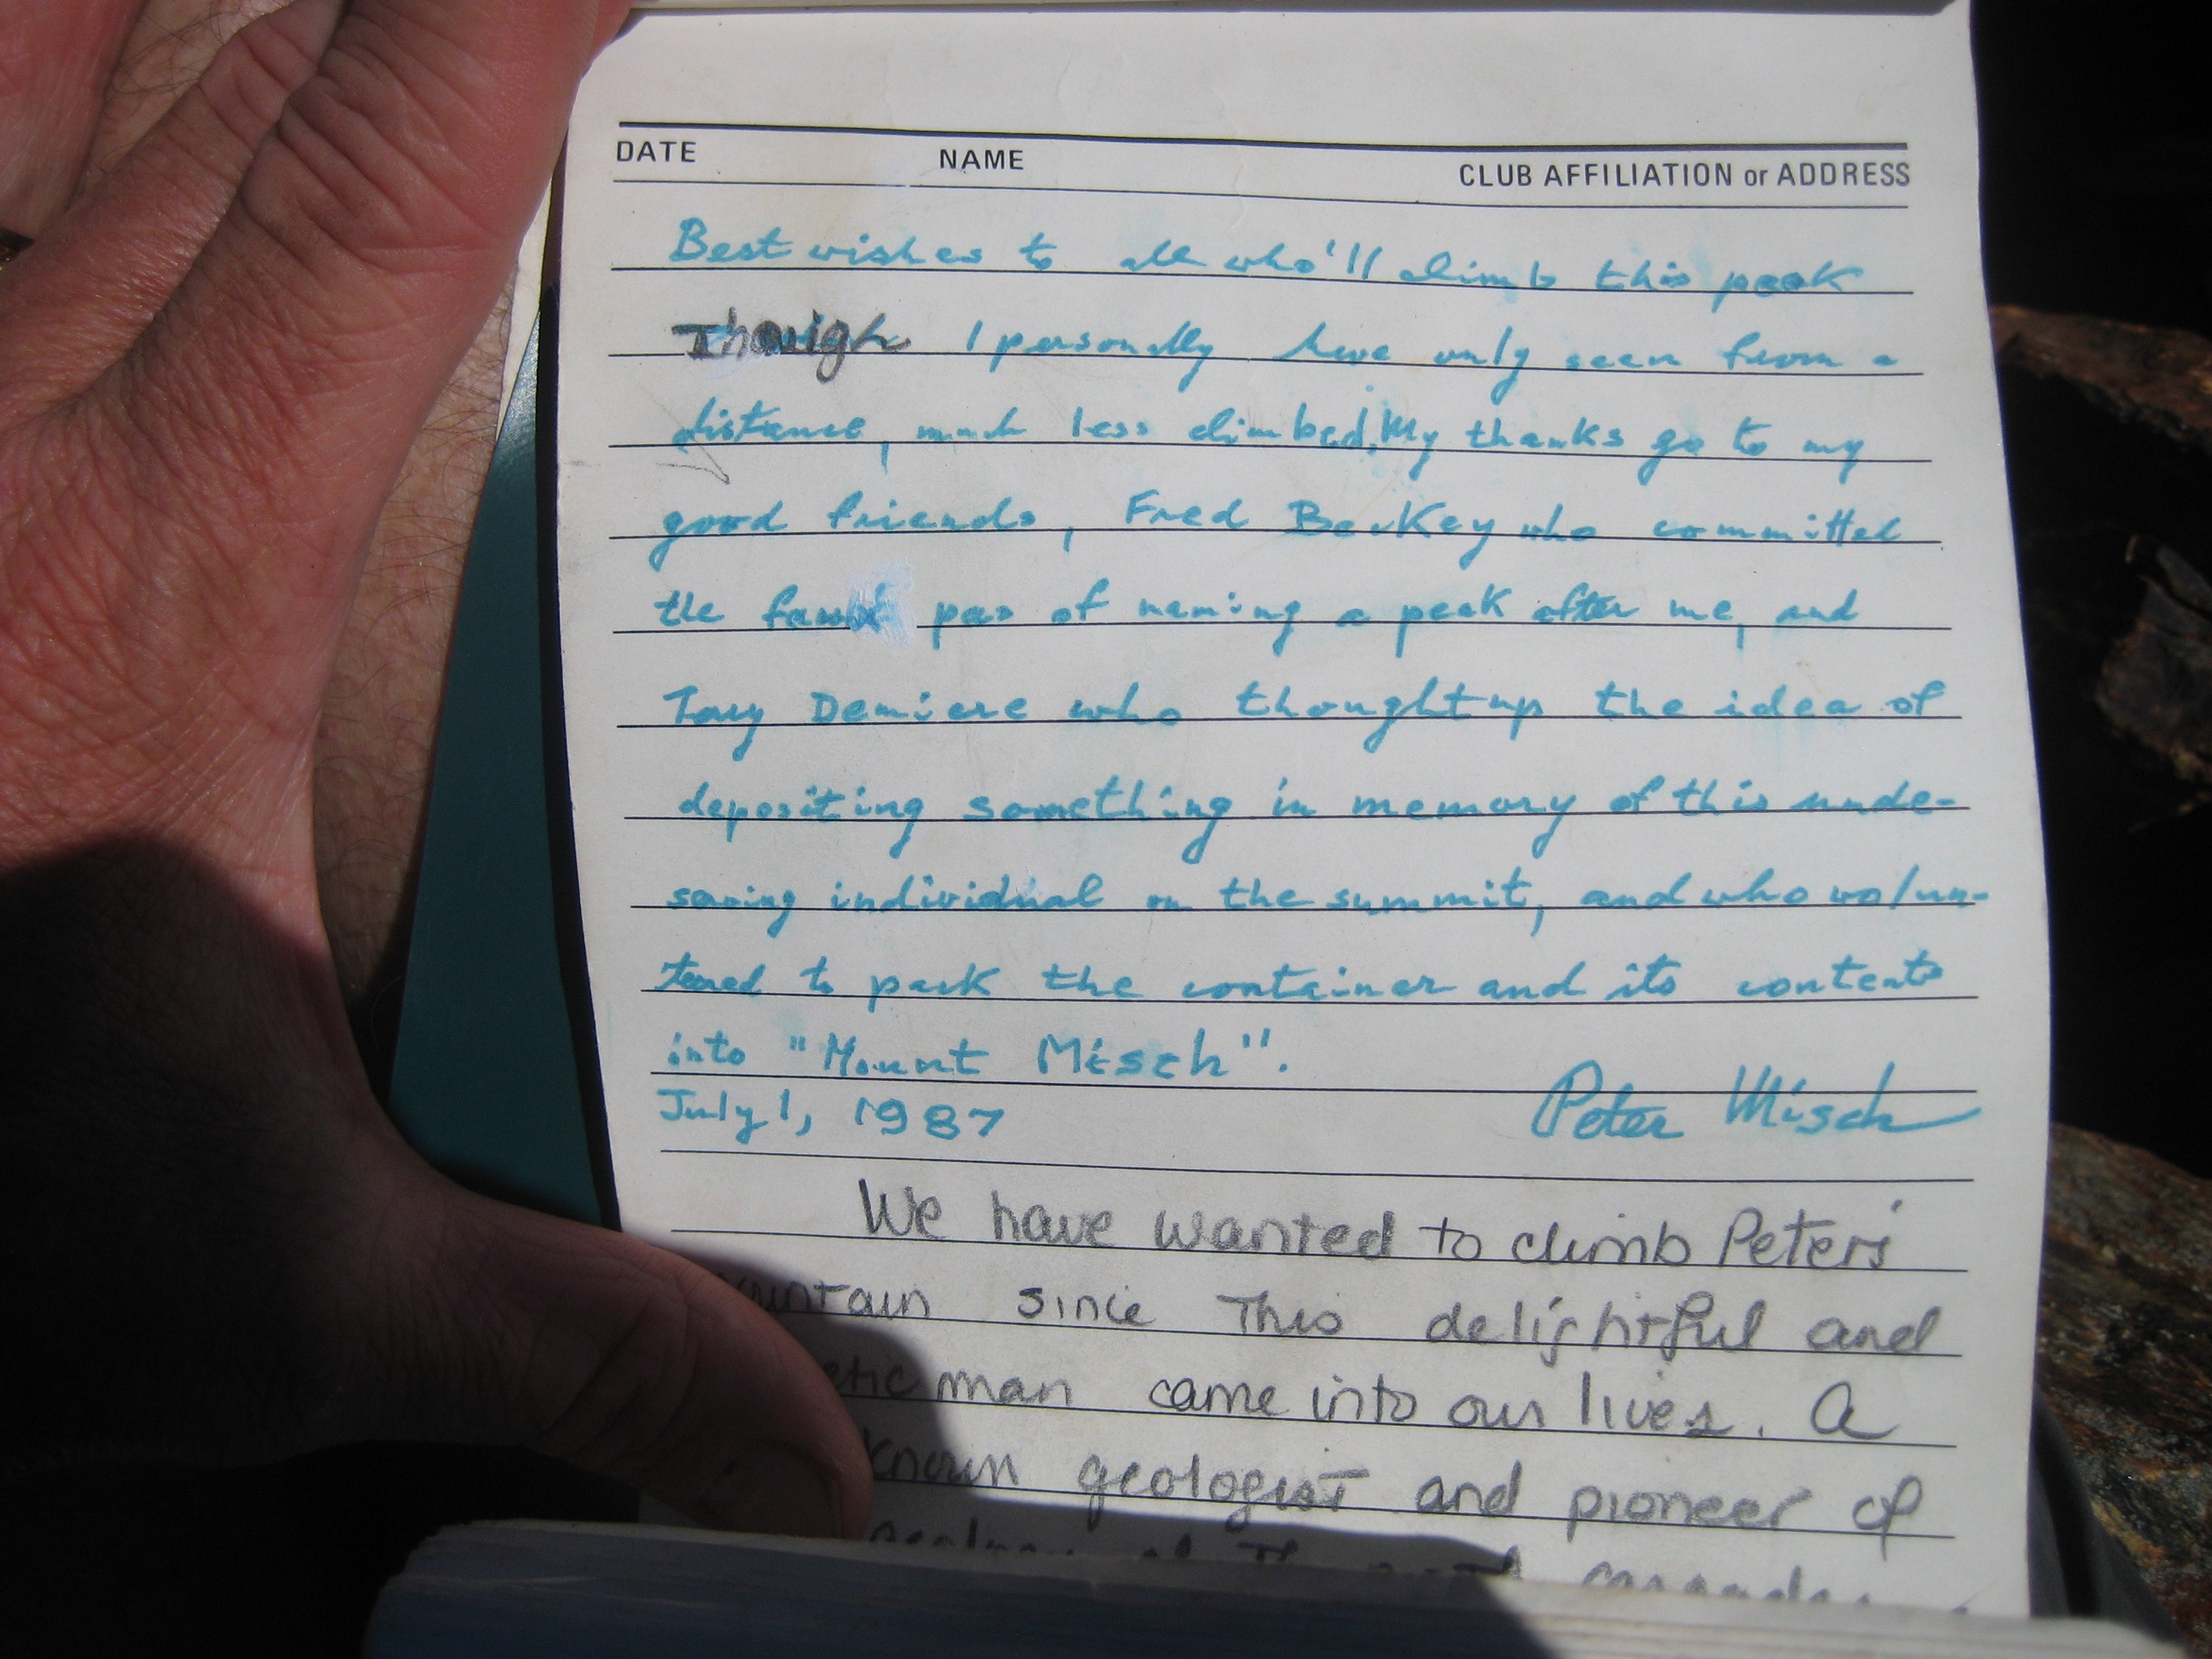 DATE NAME CLUB AFFILIATION or ADDRESS
Best wishes to all who'll climb this peak
Though I personally have only seen from a
distance, much less climbed. My thanks go to my
good friends, Fred Beckey who committed
the faux pas of naming a peak after me, and
Tony Demiere who thought up the idea of
depositing something in memory of this unde-
serving individual on the summit, and who volun-
teered to pack the container and its contents
into "Mount Misch".
July 1, 1987 Peter Misch
We have wanted to climb Peters'
since This delightful and
man came into our lives. A
known geologist and pioneer of